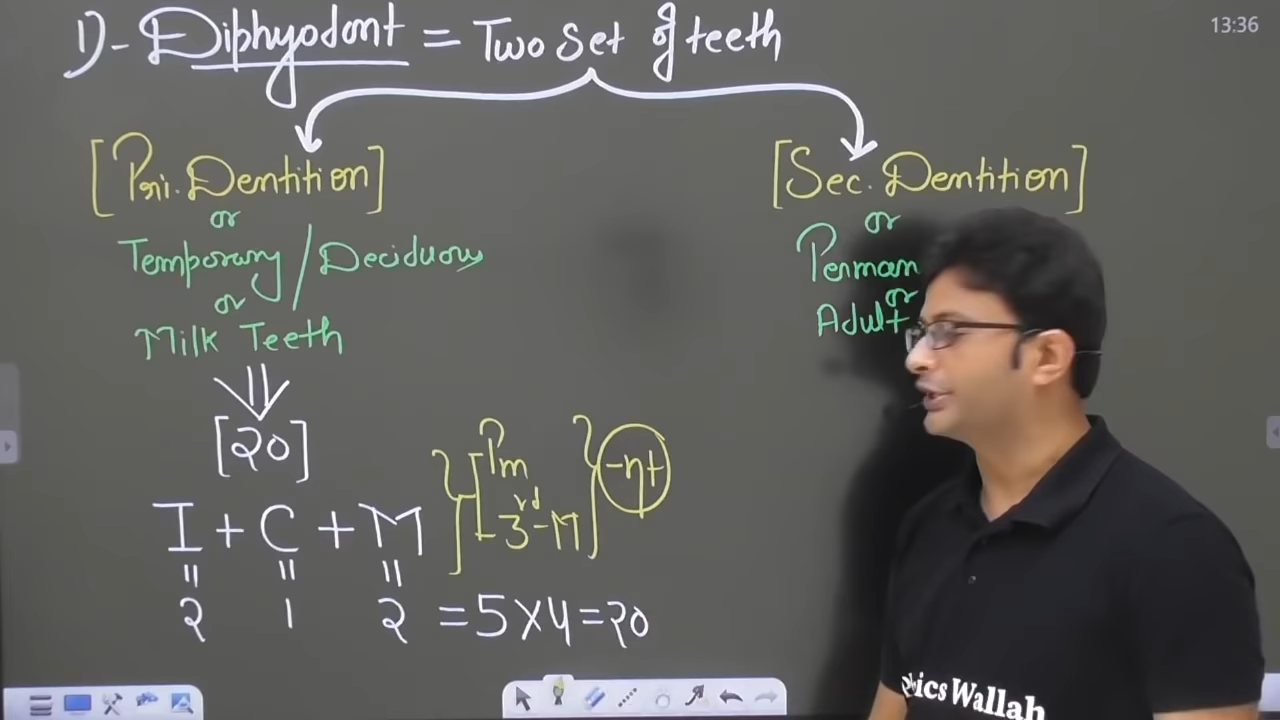 1)- Diphyodont = Two set of teeth
13:36
[Pri. Dentition]
or
Temporary / Deciduous
or
Milk Teeth
[20]
I + C + M
Pm
3rd-M
=
2 1 2 = 5 X 4 = 20
[Sec. Dentition]
or
Perman
or
Adult
Wallah